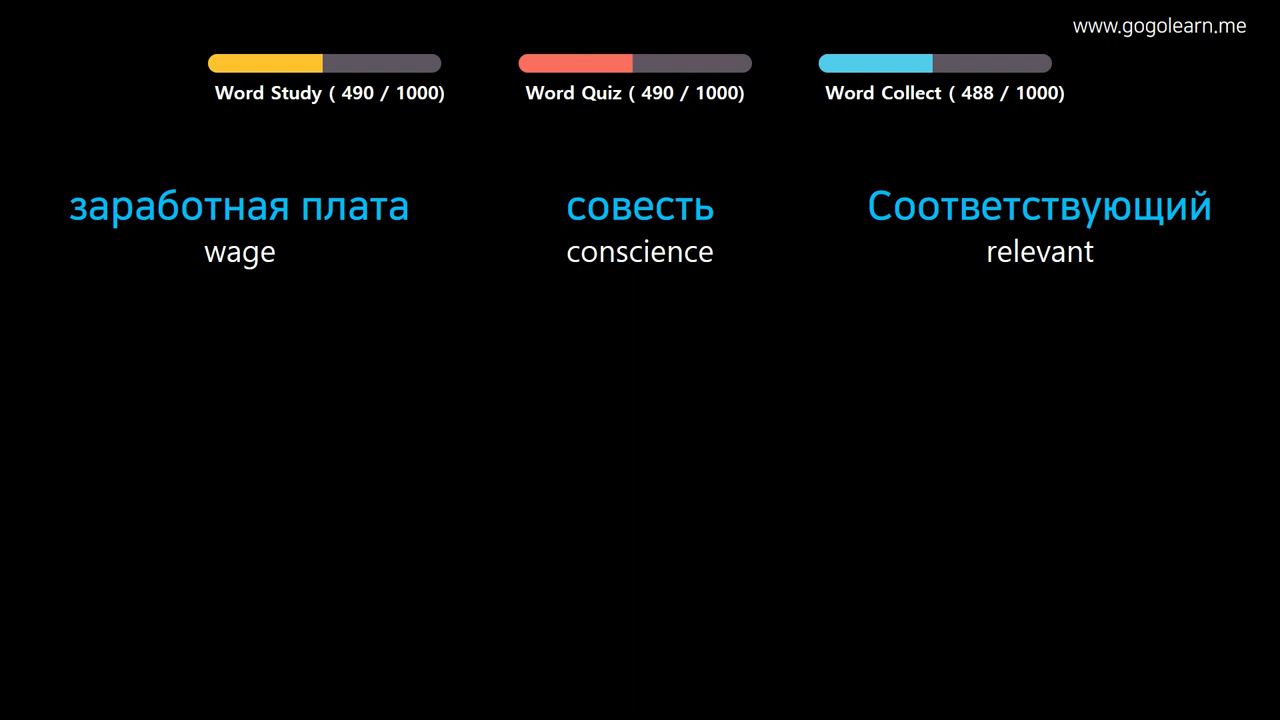 www.gogolearn.me
Word Study ( 490 / 1000)
Word Quiz ( 490 / 1000)
Word Collect ( 488 / 1000)
заработная плата
wage
совесть
conscience
Соответствующий
relevant